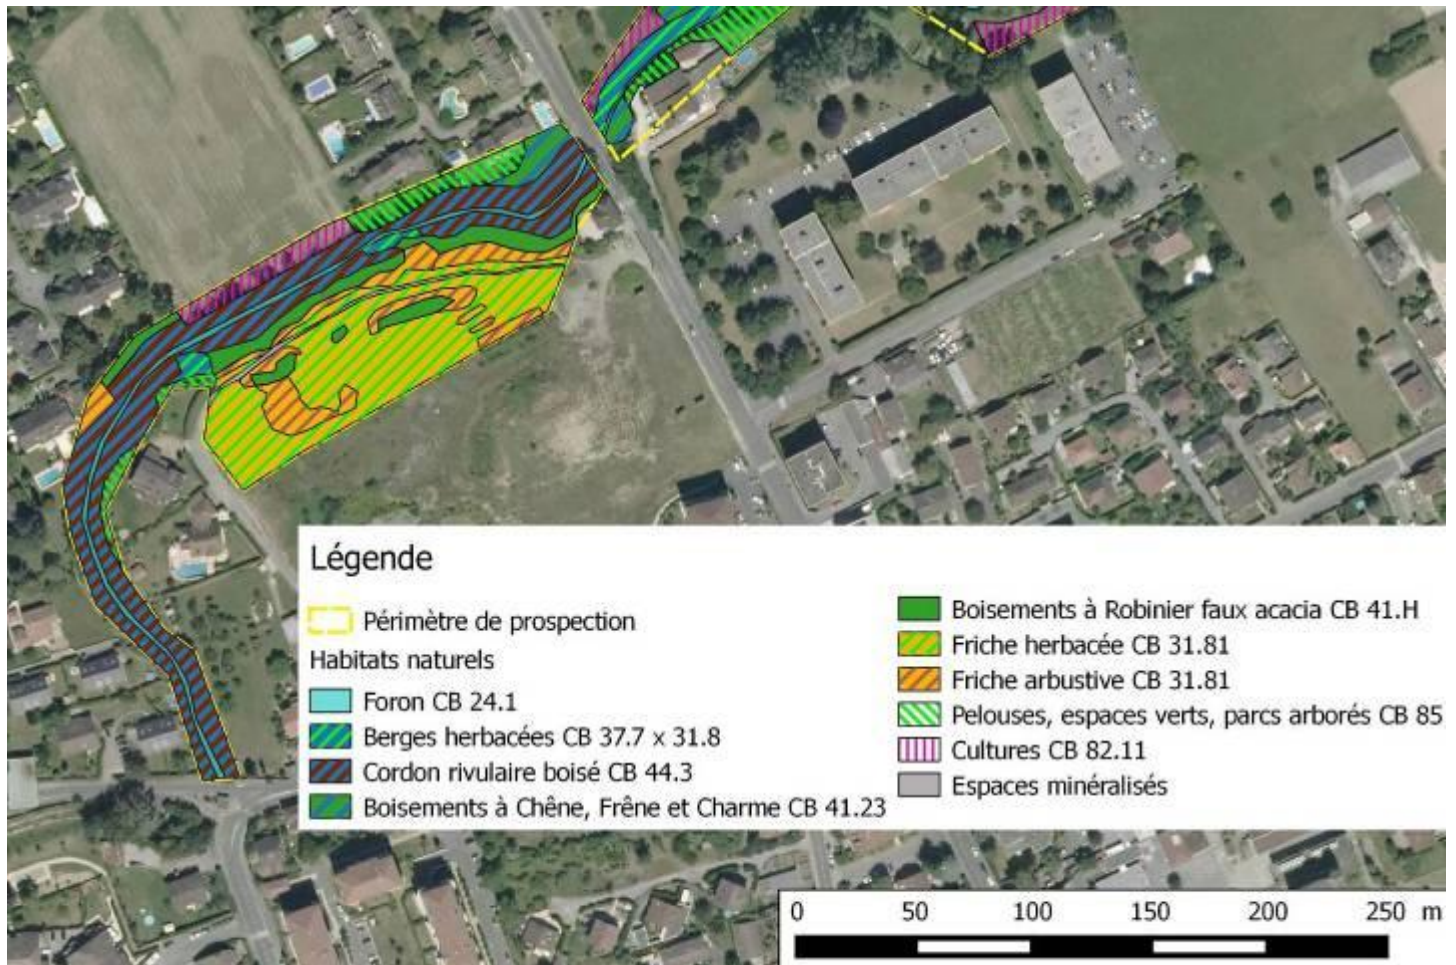 Légende
Périmètre de prospection
Habitats naturels
Foron CB 24.1
Berges herbacées CB 37.7 x 31.8
Cordon rivulaire boisé CB 44.3
Boisements à Chêne, Frêne et Charme CB 41.23
Boisements à Robinier faux acacia CB 41.H
Friche herbacée CB 31.81
Friche arbustive CB 31.81
Pelouses, espaces verts, parcs arborés CB 85
Cultures CB 82.11
Espaces minéralisés
0 50 100 150 200 250 m